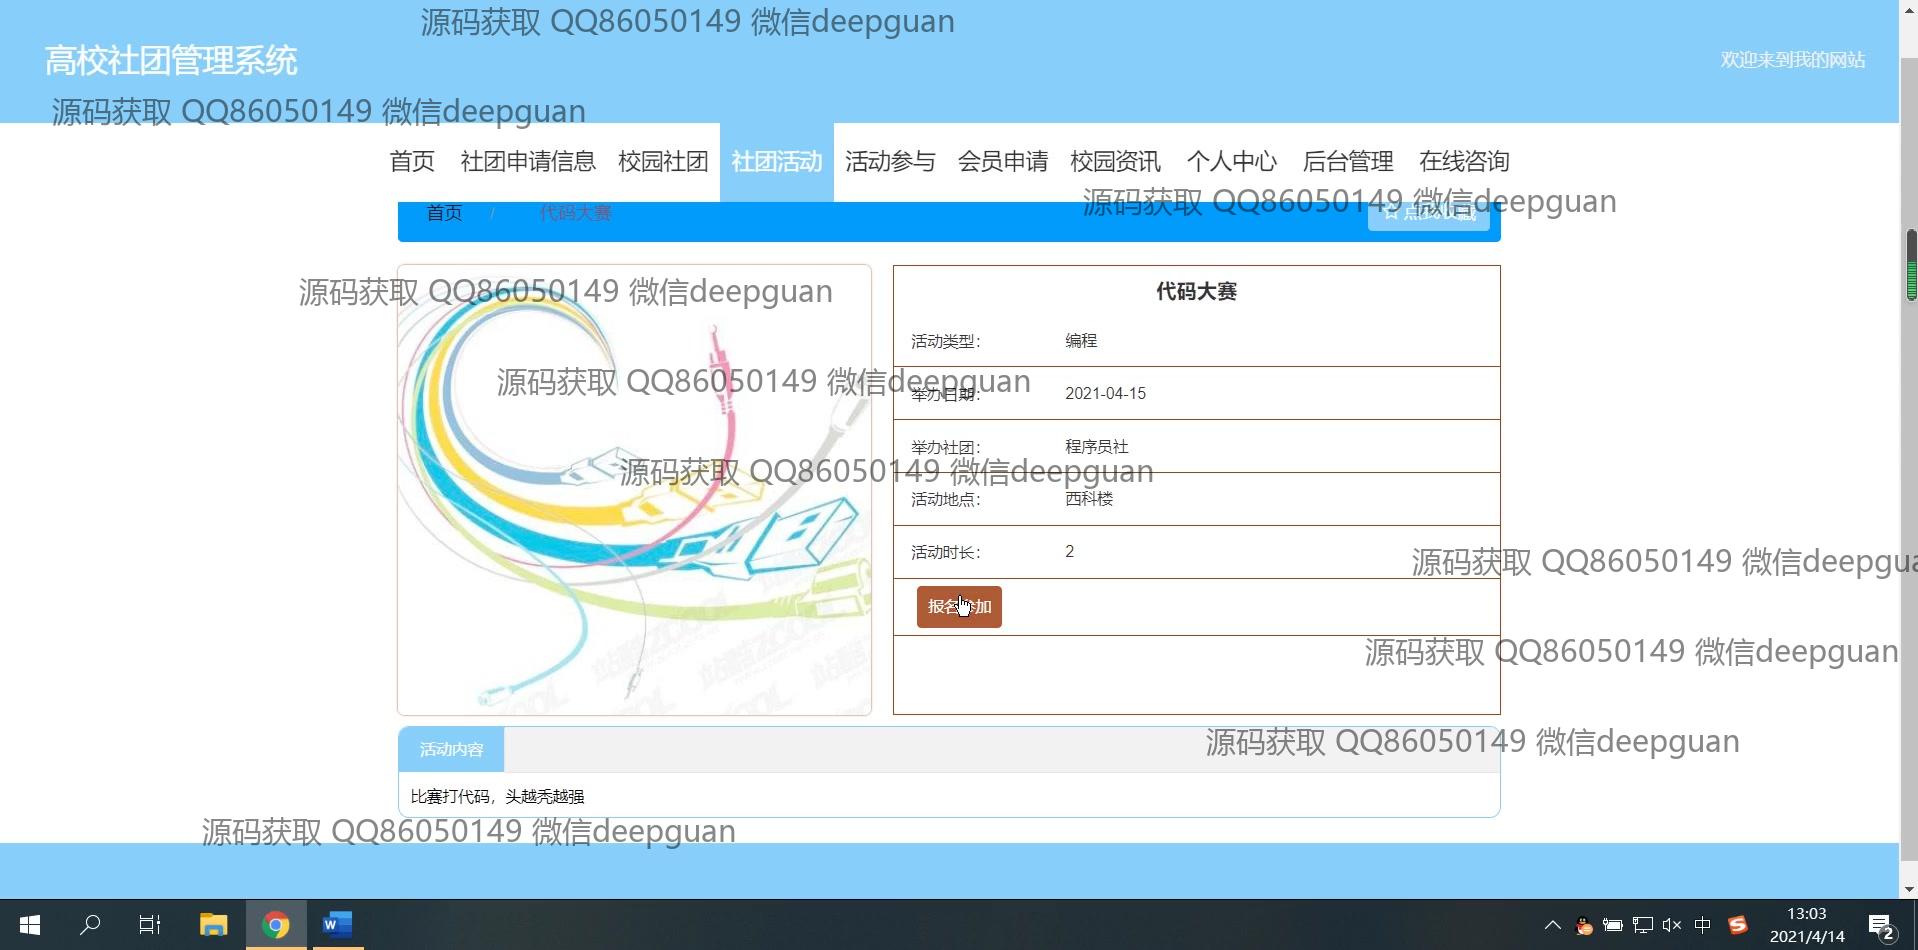 源码获取 QQ86050149 微信deepguan
高校社团管理系统
欢迎来到我的网站
源码获取 QQ86050149 微信deepguan
首页 社团申请信息 校园社团 社团活动 活动参与 会员申请 校园资讯 个人中心 后台管理 在线咨询
源码获取 QQ86050149 微信deepguan
首页 / 代码大赛
源码获取 QQ86050149 微信deepguan
代码大赛
活动类型： 编程
源码获取 QQ86050149 微信deepguan
举办日期： 2021-04-15
举办社团： 程序员社
源码获取 QQ86050149 微信deepguan
活动地点： 西科楼
活动时长： 2
源码获取 QQ86050149 微信deepgua
报名参加
源码获取 QQ86050149 微信deepguan
源码获取 QQ86050149 微信deepguan
活动内容
比赛打代码，头越秃越强
源码获取 QQ86050149 微信deepguan
中
13:03
2021/4/14
2